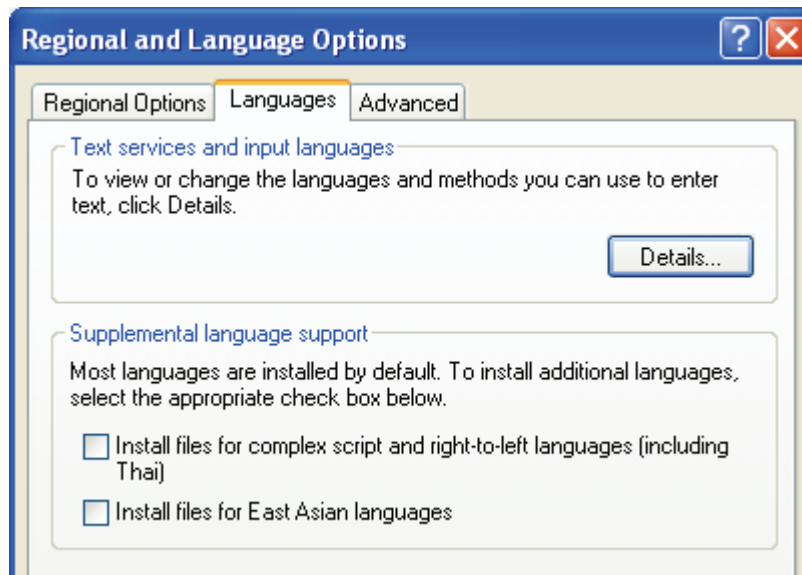 Regional and Language Options
Regional Options Languages Advanced
Text services and input languages
To view or change the languages and methods you can use to enter
text, click Details.
Details...
Supplemental language support
Most languages are installed by default. To install additional languages,
select the appropriate check box below.
Install files for complex script and right-to-left languages (including
Thai)
Install files for East Asian languages